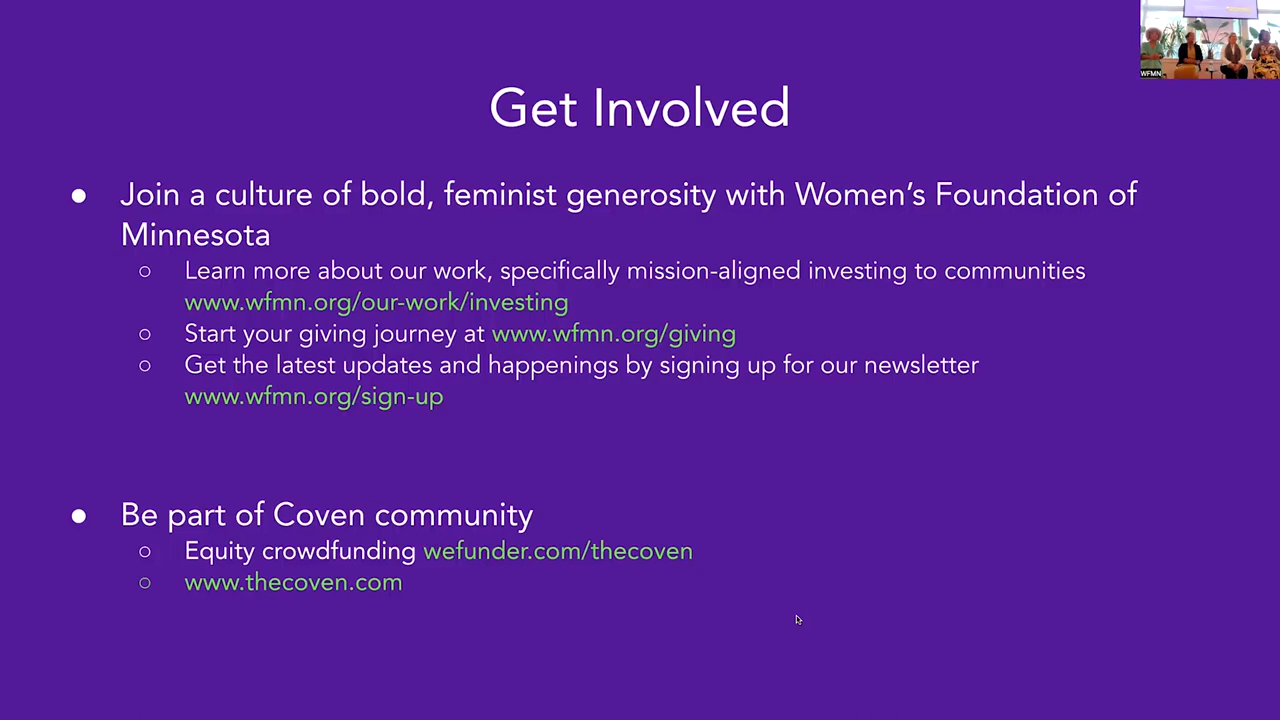 WFMN
Get Involved
● Join a culture of bold, feminist generosity with Women’s Foundation of
Minnesota
○ Learn more about our work, specifically mission-aligned investing to communities
www.wfmn.org/our-work/investing
○ Start your giving journey at www.wfmn.org/giving
○ Get the latest updates and happenings by signing up for our newsletter
www.wfmn.org/sign-up
● Be part of Coven community
○ Equity crowdfunding wefunder.com/thecoven
○ www.thecoven.com